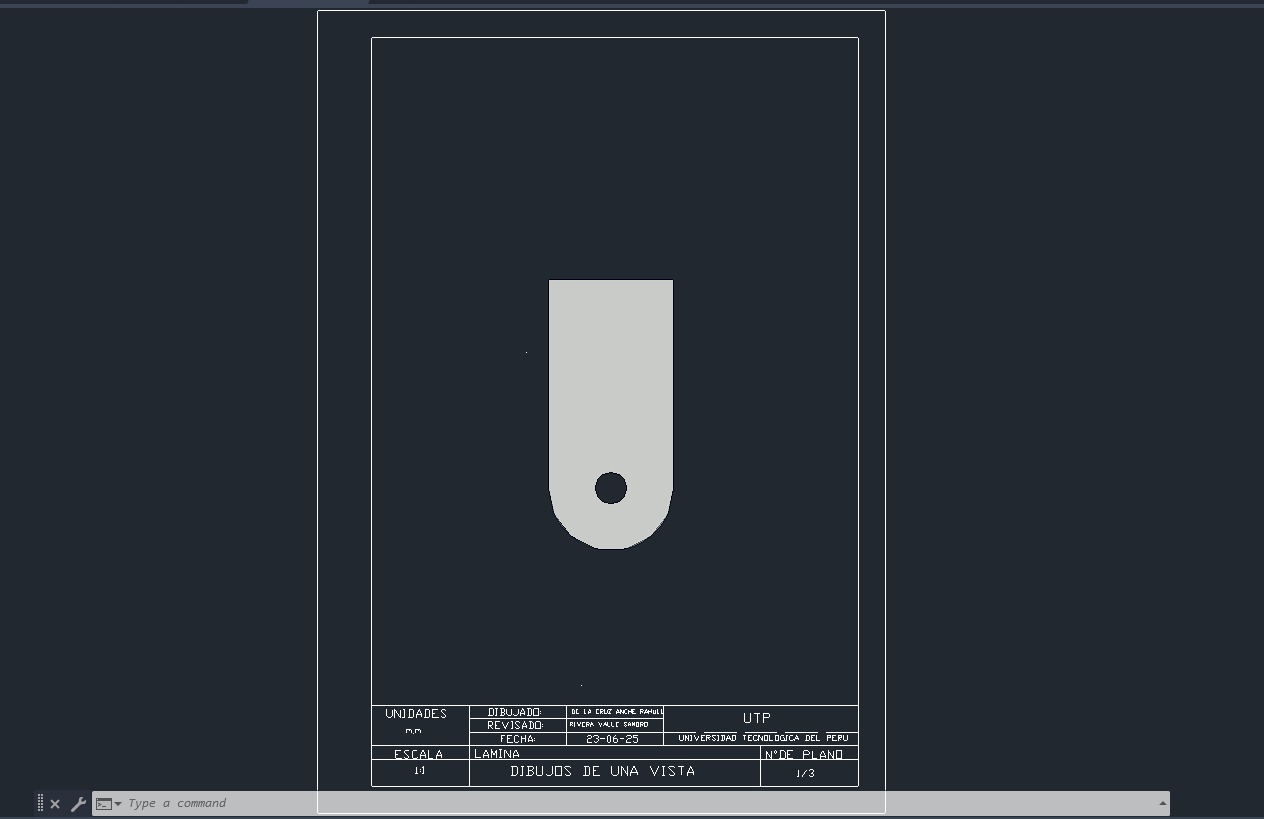 UNIDADES
m.m
DIBUJADO:
DE LA CRUZ ANCHE RAHULL
REVISADO:
RIVERA VALLE SANDRO
FECHA:
23-06-25
UTP
UNIVERSIDAD TECNOLOGICA DEL PERU
ESCALA
1:1
LAMINA
DIBUJOS DE UNA VISTA
N°DE PLANO
1/3
Type a command